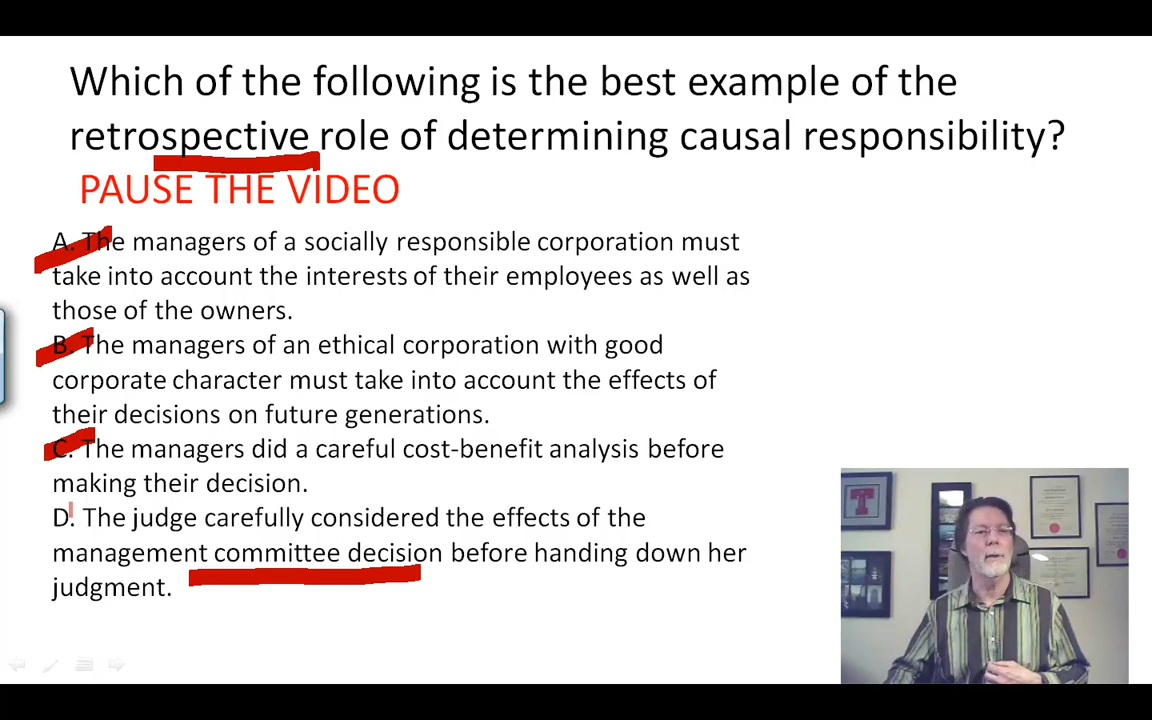 Which of the following is the best example of the
retrospective role of determining causal responsibility?
PAUSE THE VIDEO
A. The managers of a socially responsible corporation must
take into account the interests of their employees as well as
those of the owners.
B. The managers of an ethical corporation with good
corporate character must take into account the effects of
their decisions on future generations.
C. The managers did a careful cost-benefit analysis before
making their decision.
D. The judge carefully considered the effects of the
management committee decision before handing down her
judgment.